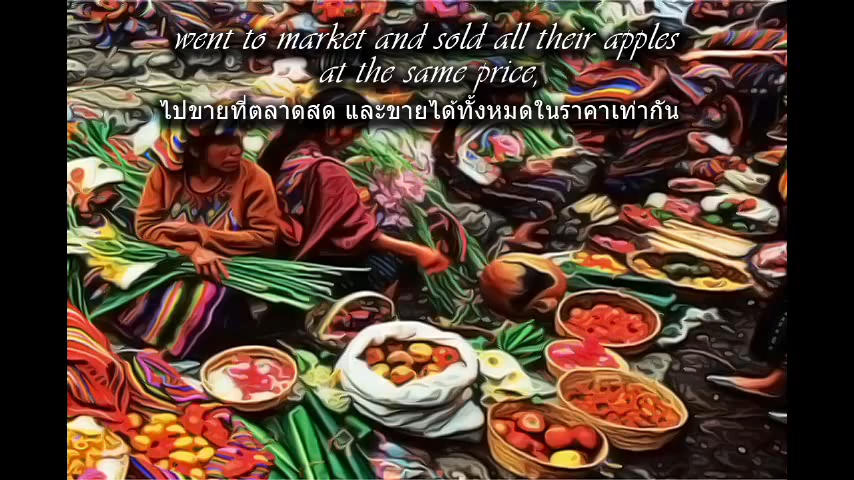 went to market and sold all their apples
at the same price,
ไปขายที่ตลาดสด และขายได้ทั้งหมดในราคาเท่ากัน